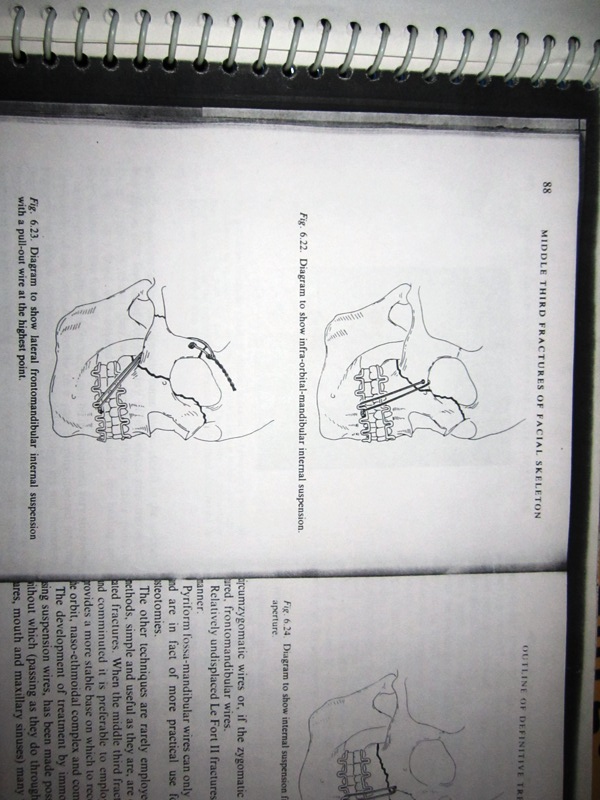 88 MIDDLE THIRD FRACTURES OF FACIAL SKELETON
Fig. 6.22. Diagram to show infra-orbital-mandibular internal suspension.
Fig. 6.23. Diagram to show lateral frontomandibular internal suspension
with a pull-out wire at the highest point.
OUTLINE OF DEFINITIVE TR
Fig. 6.24. Diagram to show internal suspension f
aperture.
circumzygomatic wires or, if the zygomatic
ured, frontomandibular wires.
Relatively undisplaced Le Fort II fractures
anner.
Pyriform fossa-mandibular wires can only
nd are in fact of more practical use f
steotomies.
The other techniques are rarely employe
ethods, simple and useful as they are, are
ated fractures. When the middle third fract
nd comminuted it is preferable to employ
rovides a more stable base on which to reco
he orbit, naso-ethmoidal complex and com
The development of treatment by immo
sing suspension wires, has been made poss
ithout which (passing as they do through
ares, mouth and maxillary sinuses) many